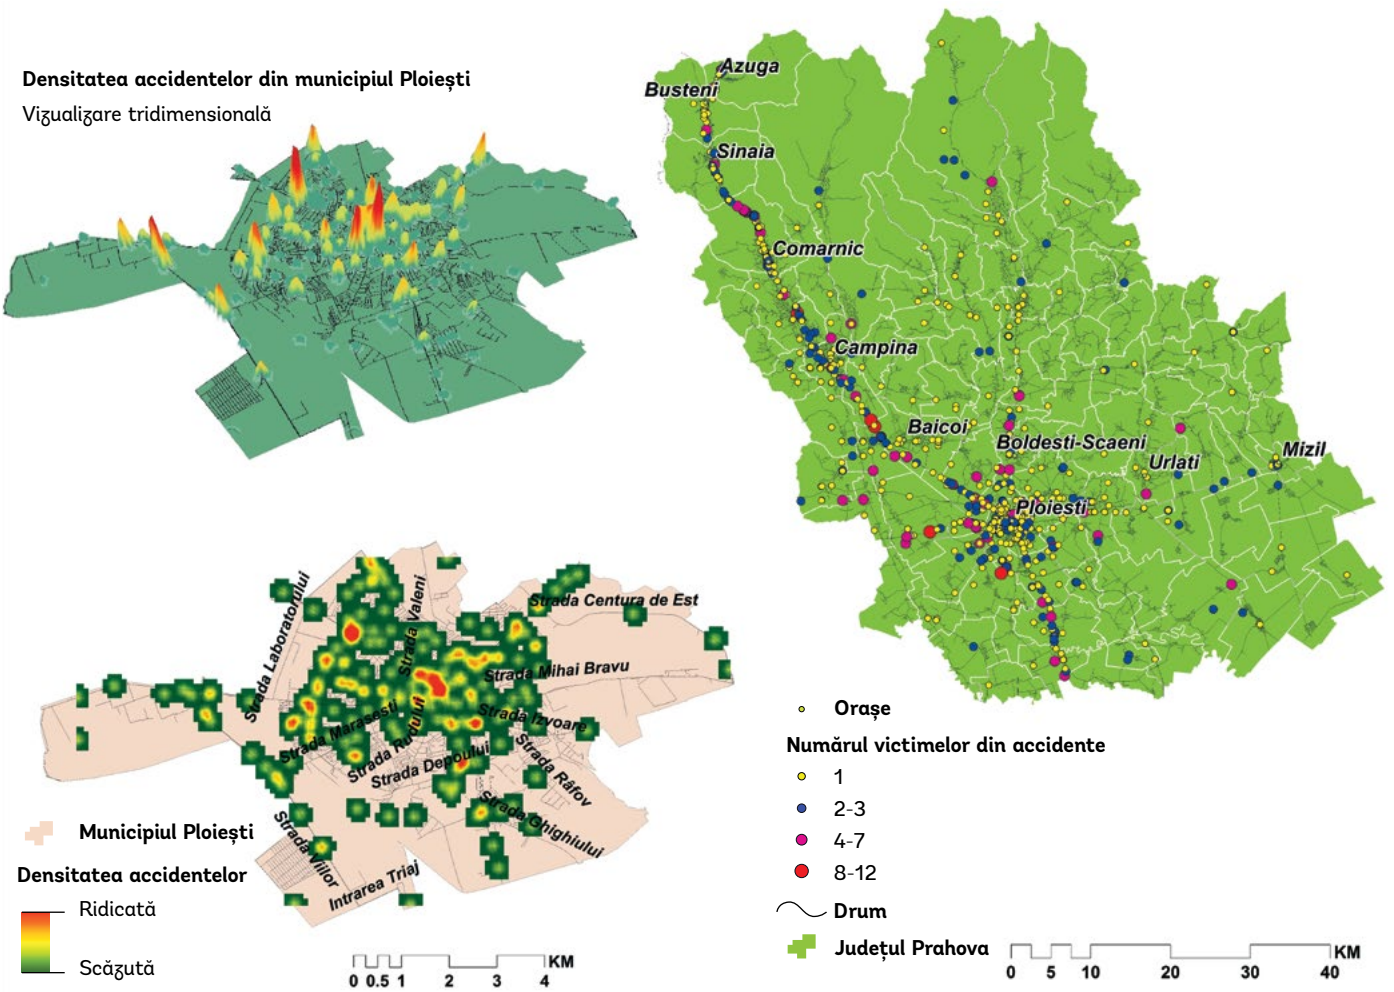 Densitatea accidentelor din municipiul Ploiești
Vizualizare tridimensională
Azuga
Busteni
Sinaia
Comarnic
Campina
Baicoi
Boldesti-Scaeni
Urlati
Mizil
Ploiesti
Strada Laboratorului
Strada Valeni
Strada Centura de Est
Strada Mihai Bravu
Strada Izvoare
Strada Marasesti
Strada Rudului
Strada Depoului
Strada Râfov
Strada Ghighiului
Strada Viilor
Intrarea Triaj
Municipiul Ploiești
Densitatea accidentelor
Ridicată
Scăzută
0 0.5 1 2 3 4 KM
Orașe
Numărul victimelor din accidente
1
2-3
4-7
8-12
Drum
Județul Prahova
0 5 10 20 30 40 KM